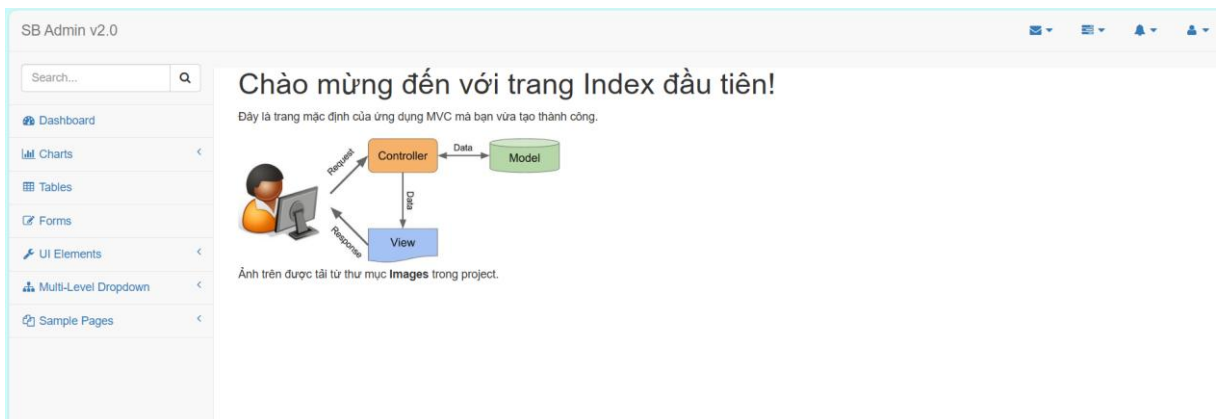 SB Admin v2.0
Search...
Dashboard
Charts
Tables
Forms
UI Elements
Multi-Level Dropdown
Sample Pages
Chào mừng đến với trang Index đầu tiên!
Đây là trang mặc định của ứng dụng MVC mà bạn vừa tạo thành công.
Request
Controller
Data
Model
Data
Response
View
Ảnh trên được tải từ thư mục Images trong project.